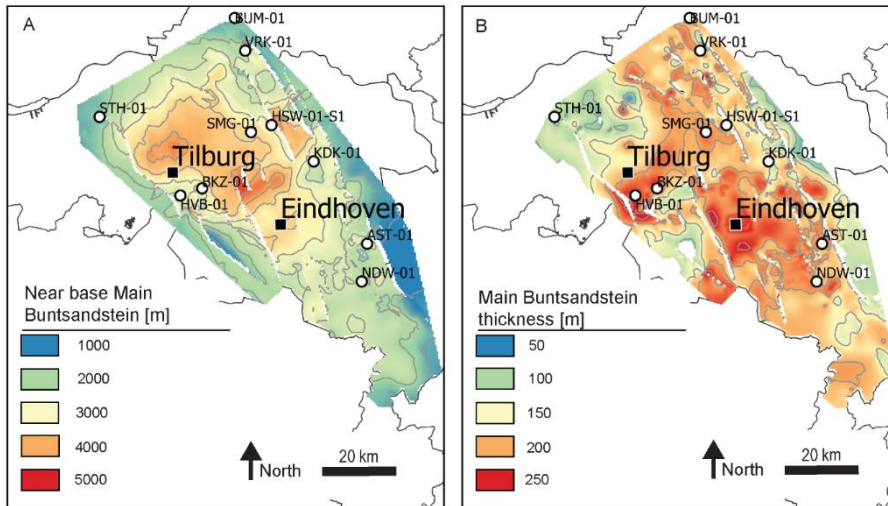 A
BUM-01
VRK-01
STH-01
SMG-01
HSW-01-S1
KDK-01
Tilburg
BKZ-01
HVB-01
Eindhoven
AST-01
NDW-01
Near base Main
Buntsandstein [m]
1000
2000
3000
4000
5000
North
20 km
B
BUM-01
VRK-01
STH-01
SMG-01
HSW-01-S1
KDK-01
Tilburg
BKZ-01
HVB-01
Eindhoven
AST-01
NDW-01
Main Buntsandstein
thickness [m]
50
100
150
200
250
North
20 km